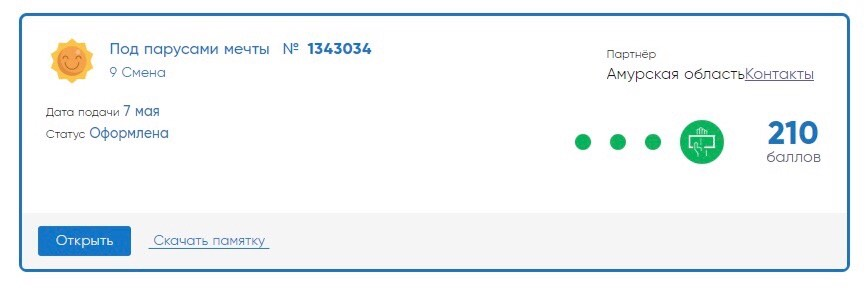 Под парусами мечты № 1343034
9 Смена
Партнёр
Амурская областьКонтакты
Дата подачи 7 мая
Статус Оформлена
210
баллов
Открыть
Скачать памятку